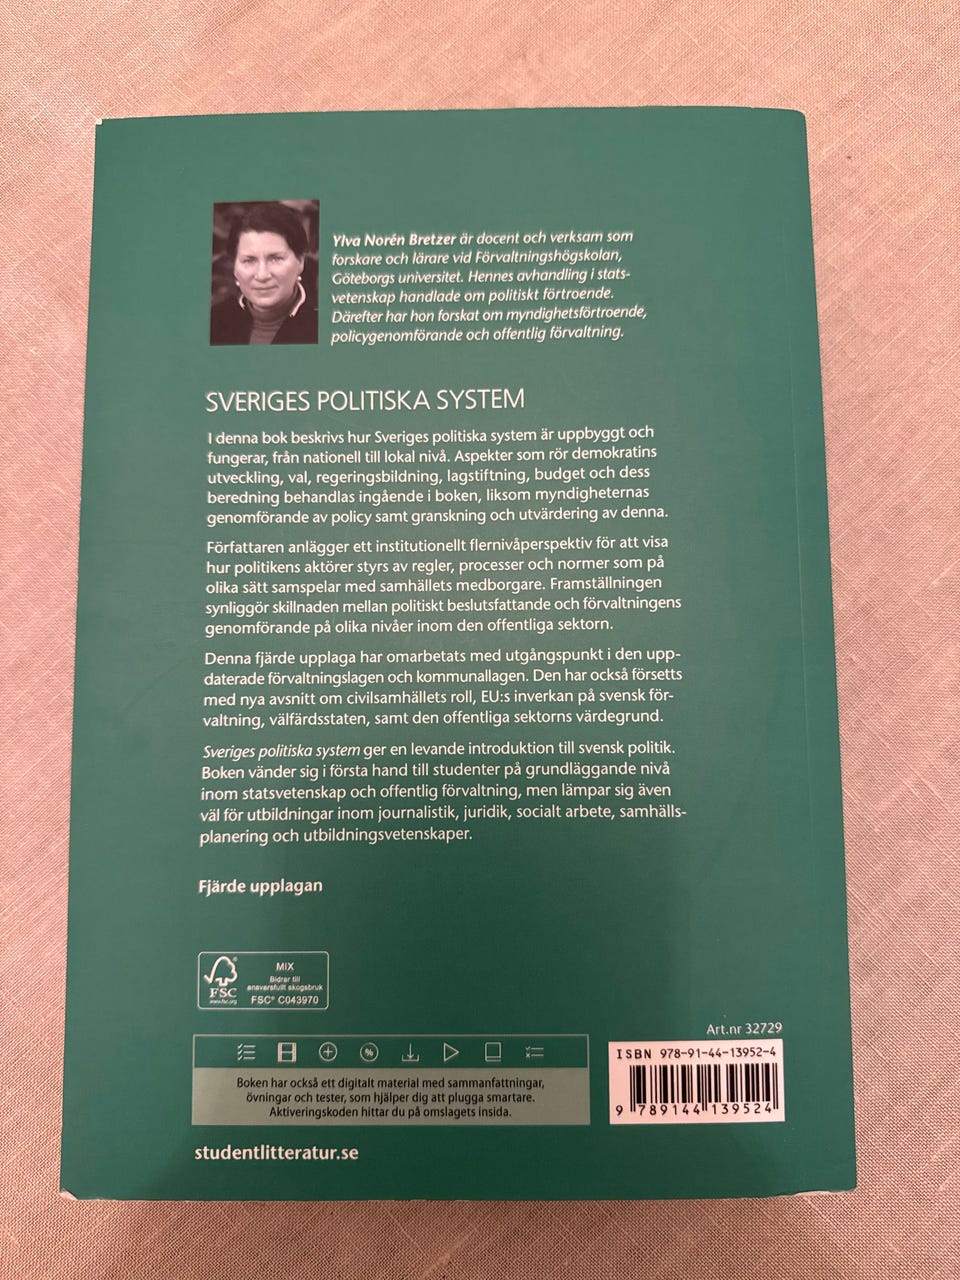 Ylva Norén Bretzer är docent och verksam som
forskare och lärare vid Förvaltningshögskolan,
Göteborgs universitet. Hennes avhandling i stats-
vetenskap handlade om politiskt förtroende.
Därefter har hon forskat om myndighetsförtroende,
policygenomförande och offentlig förvaltning.
SVERIGES POLITISKA SYSTEM
I denna bok beskrivs hur Sveriges politiska system är uppbyggt och
fungerar, från nationell till lokal nivå. Aspekter som rör demokratins
utveckling, val, regeringsbildning, lagstiftning, budget och dess
beredning behandlas ingående i boken, liksom myndigheternas
genomförande av policy samt granskning och utvärdering av denna.
Författaren anlägger ett institutionellt flernivåperspektiv för att visa
hur politikens aktörer styrs av regler, processer och normer som på
olika sätt samspelar med samhällets medborgare. Framställningen
synliggör skillnaden mellan politiskt beslutsfattande och förvaltningens
genomförande på olika nivåer inom den offentliga sektorn.
Denna fjärde upplaga har omarbetats med utgångspunkt i den upp-
daterade förvaltningslagen och kommunallagen. Den har också försetts
med nya avsnitt om civilsamhällets roll, EU:s inverkan på svensk för-
valtning, välfärdsstaten, samt den offentliga sektorns värdegrund.
Sveriges politiska system ger en levande introduktion till svensk politik.
Boken vänder sig i första hand till studenter på grundläggande nivå
inom statsvetenskap och offentlig förvaltning, men lämpar sig även
väl för utbildningar inom journalistik, juridik, socialt arbete, samhälls-
planering och utbildningsvetenskaper.
Fjärde upplagan
FSC®
www.fsc.org
MIX
Bidrar till
ansvarsfullt skogsbruk
FSC® C043970
%
Boken har också ett digitalt material med sammanfattningar,
övningar och tester, som hjälper dig att plugga smartare.
Aktiveringskoden hittar du på omslagets insida.
studentlitteratur.se
Art.nr 32729
ISBN 978-91-44-13952-4
9 789144 139524